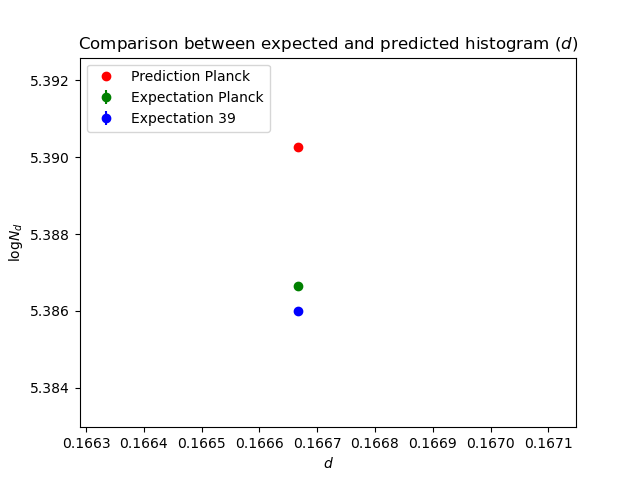 Comparison between expected and predicted histogram (d)
Prediction Planck
Expectation Planck
Expectation 39
5.392
5.390
5.388
5.386
5.384
logN_d
0.1663 0.1664 0.1665 0.1666 0.1667 0.1668 0.1669 0.1670 0.1671
d